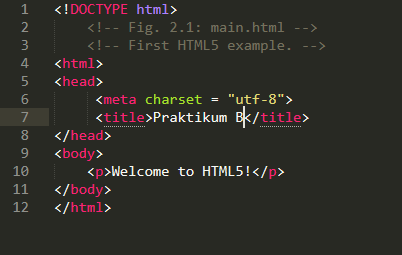 1 <!DOCTYPE html>
2 <!-- Fig. 2.1: main.html -->
3 <!-- First HTML5 example. -->
4 <html>
5 <head>
6 <meta charset = "utf-8">
7 <title>Praktikum B</title>
8 </head>
9 <body>
10 <p>Welcome to HTML5!</p>
11 </body>
12 </html>